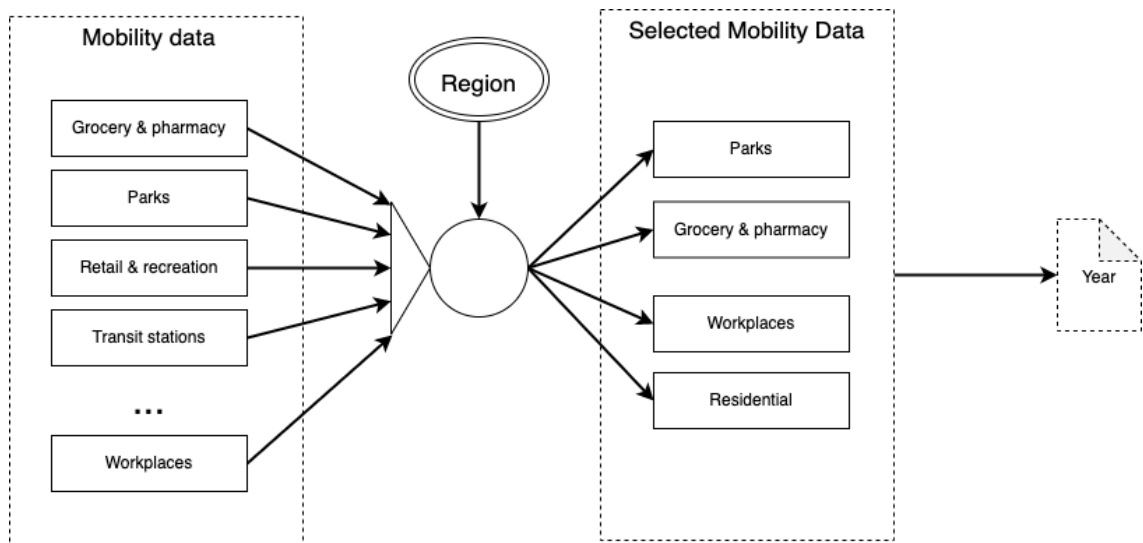 Mobility data
Grocery & pharmacy
Parks
Retail & recreation
Transit stations
...
Workplaces
Region
Selected Mobility Data
Parks
Grocery & pharmacy
Workplaces
Residential
Year